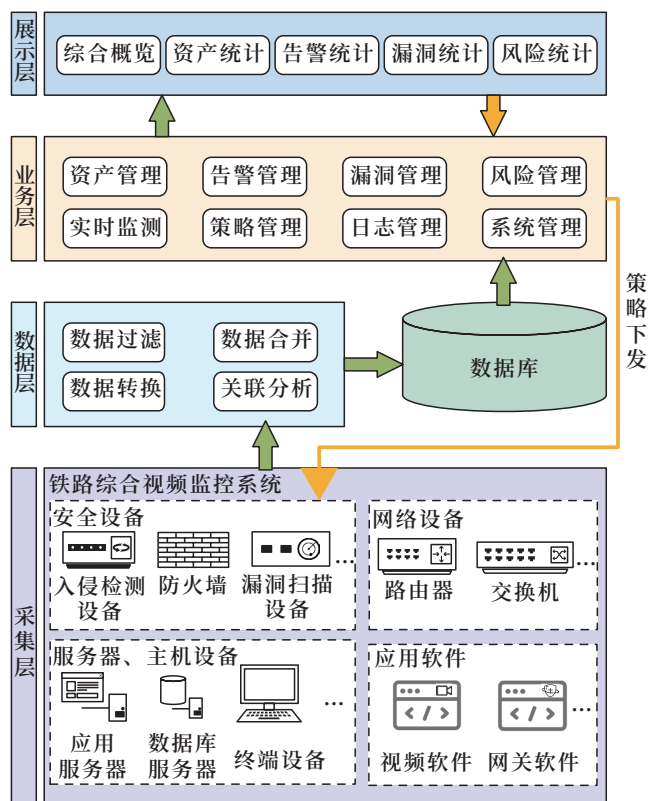 展示层
综合概览 资产统计 告警统计 漏洞统计 风险统计
业务层
资产管理 告警管理 漏洞管理 风险管理
实时监测 策略管理 日志管理 系统管理
策略下发
数据层
数据过滤 数据合并
数据转换 关联分析
数据库
采集层
铁路综合视频监控系统
安全设备
入侵检测
设备
防火墙
漏洞扫描
设备
...
网络设备
路由器
交换机
...
服务器、主机设备
应用
服务器
数据库
服务器
终端设备
...
应用软件
视频软件
网关软件
...